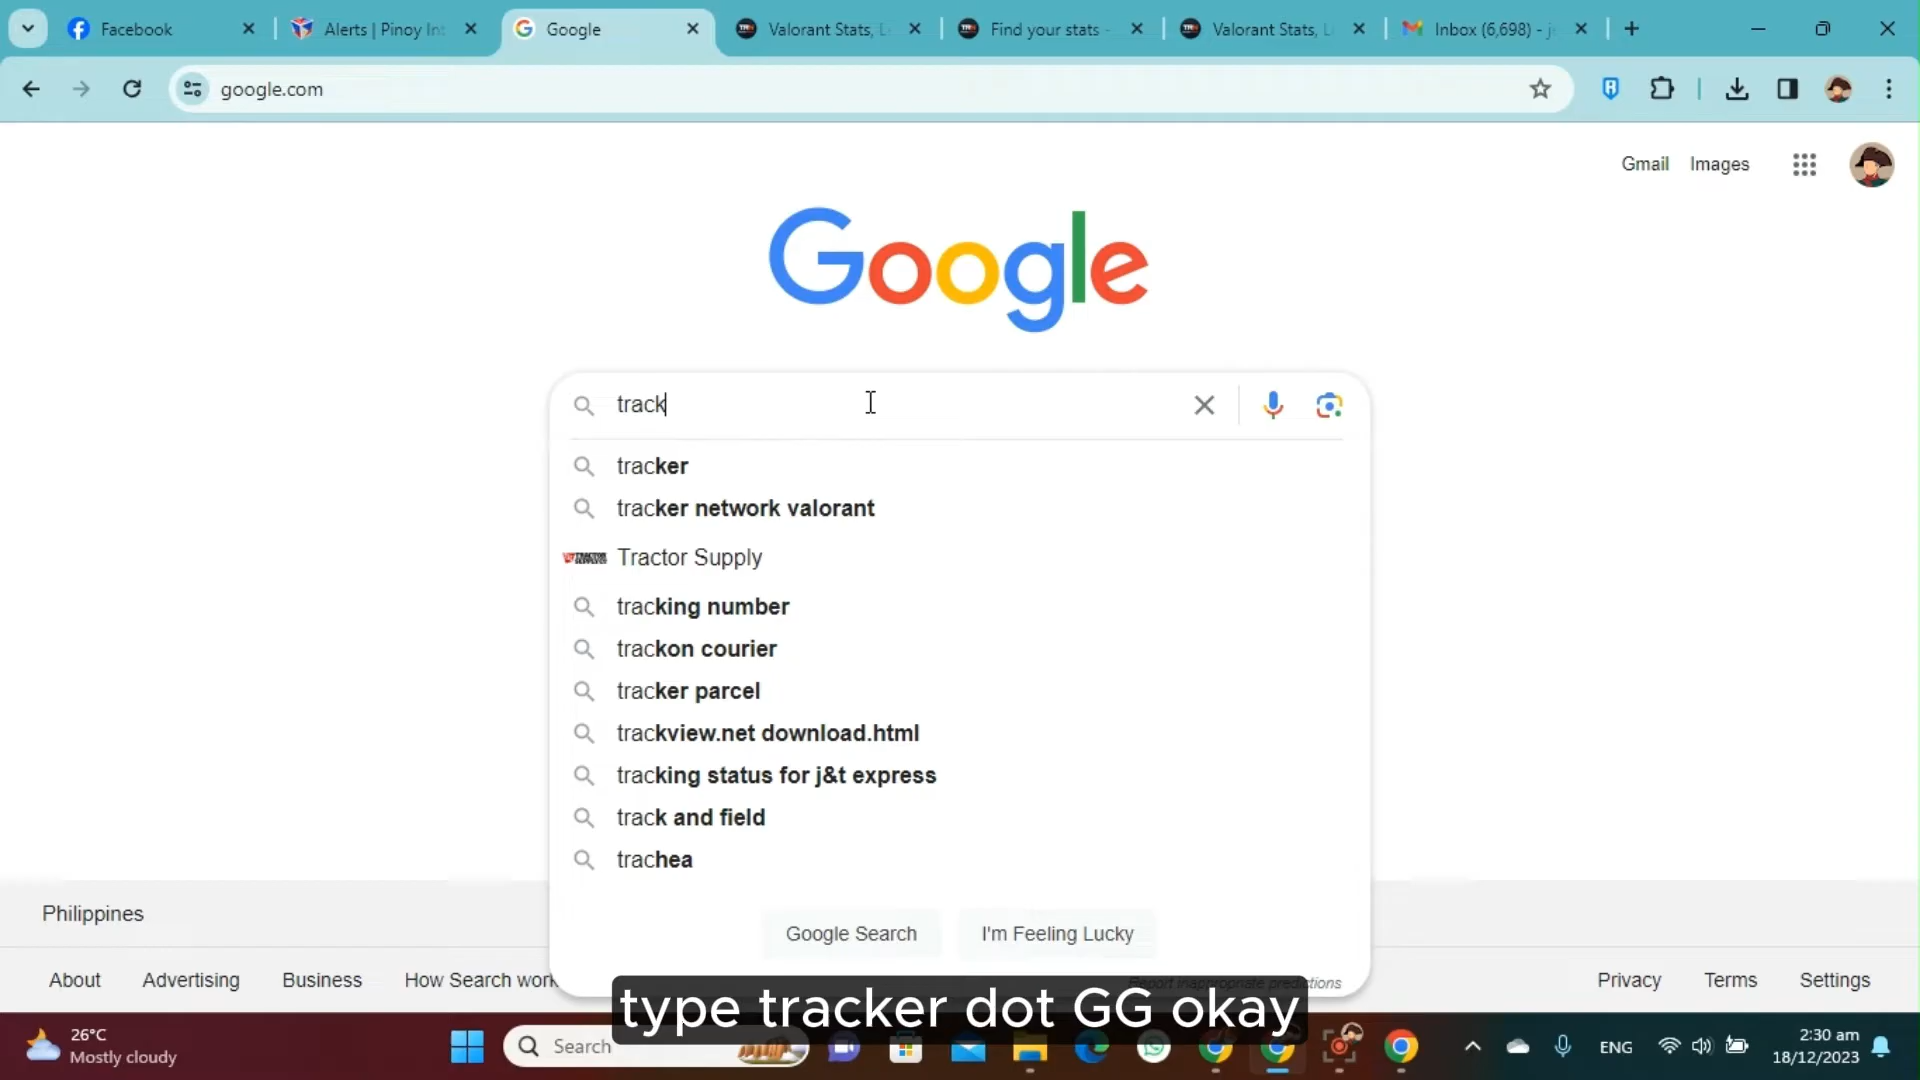 Facebook
Alerts | Pinoy Int
Google
Valorant Stats, L
Find your stats -
Valorant Stats, L
Inbox (6,698) - j
google.com
Gmail
Images
Google
track
tracker
tracker network valorant
Tractor Supply
tracking number
trackon courier
tracker parcel
trackview.net download.html
tracking status for j&t express
track and field
trachea
Google Search
I'm Feeling Lucky
Report inappropriate predictions
Philippines
About
Advertising
Business
How Search work
Privacy
Terms
Settings
type tracker dot GG okay
26°C
Mostly cloudy
Search
ENG
2:30 am
18/12/2023